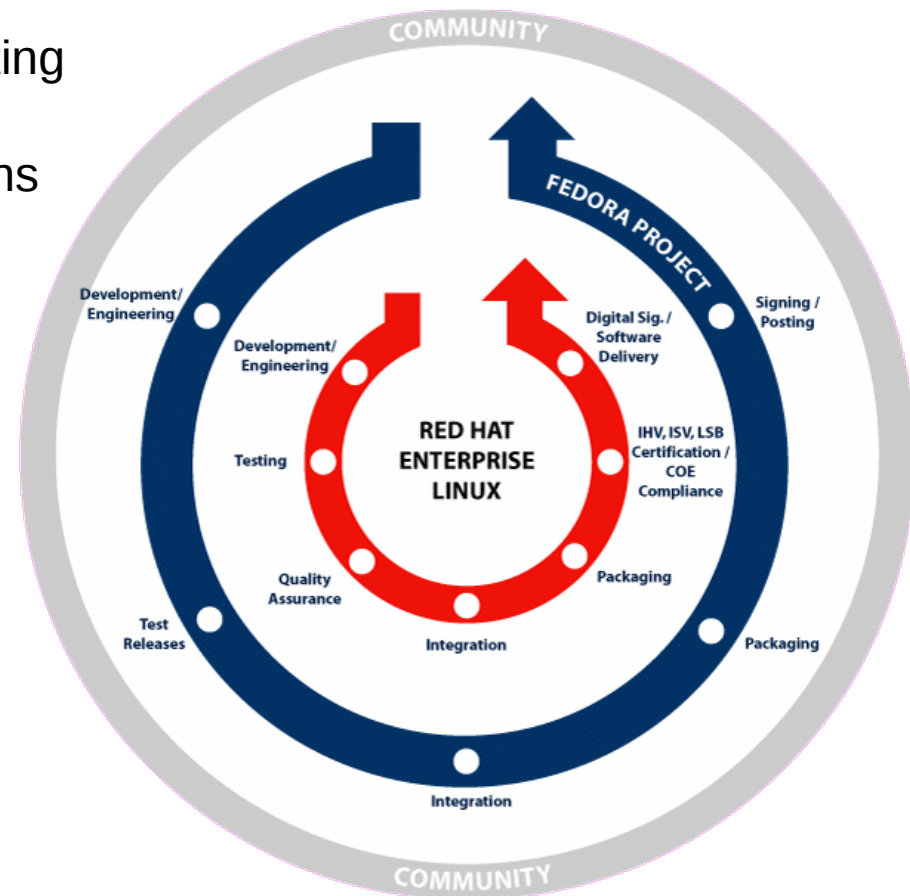 COMMUNITY
ting
ns
FEDORA PROJECT
Development/
Engineering
Signing /
Posting
Digital Sig. /
Software
Delivery
Development/
Engineering
RED HAT
ENTERPRISE
LINUX
Testing
IHV, ISV, LSB
Certification /
COE
Compliance
Quality
Assurance
Packaging
Integration
Test
Releases
Packaging
Integration
COMMUNITY